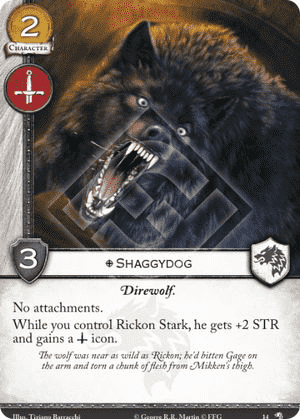 2
CHARACTER
3
SHAGGYDOG
Direwolf.
No attachments.
While you control Rickon Stark, he gets +2 STR
and gains a icon.
The wolf was near as wild as Rickon; he'd bitten Gage on
the arm and torn a chunk of flesh from Mikken's thigh.
Illus. Tiziano Baracchi © George R.R. Martin © FFG 14